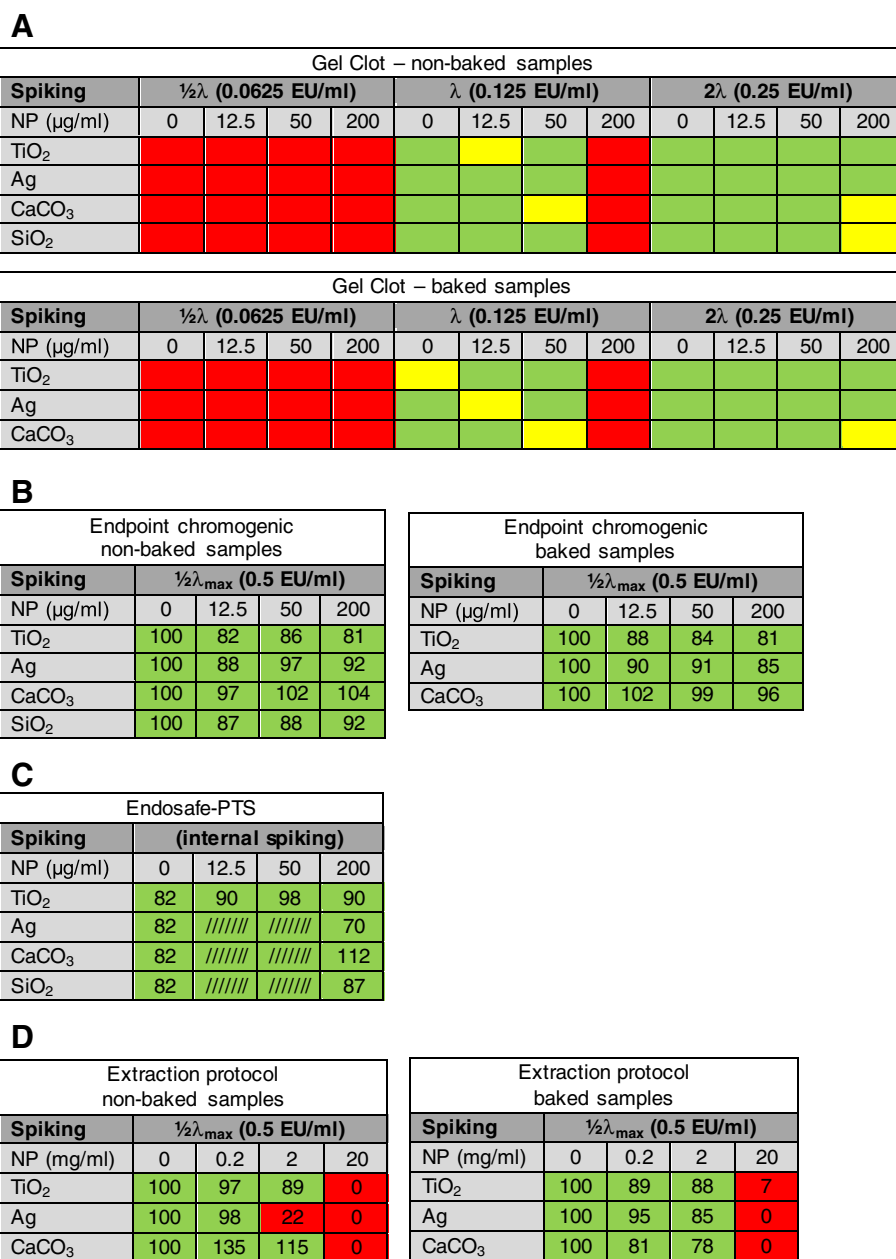 A
Gel Clot – non-baked samples
Spiking ½λ (0.0625 EU/ml) λ (0.125 EU/ml) 2λ (0.25 EU/ml)
NP (µg/ml) 0 12.5 50 200 0 12.5 50 200 0 12.5 50 200
TiO₂
Ag
CaCO₃
SiO₂
Gel Clot – baked samples
Spiking ½λ (0.0625 EU/ml) λ (0.125 EU/ml) 2λ (0.25 EU/ml)
NP (µg/ml) 0 12.5 50 200 0 12.5 50 200 0 12.5 50 200
TiO₂
Ag
CaCO₃
B
Endpoint chromogenic
non-baked samples
Spiking ½λmax (0.5 EU/ml)
NP (µg/ml) 0 12.5 50 200
TiO₂ 100 82 86 81
Ag 100 88 97 92
CaCO₃ 100 97 102 104
SiO₂ 100 87 88 92
Endpoint chromogenic
baked samples
Spiking ½λmax (0.5 EU/ml)
NP (µg/ml) 0 12.5 50 200
TiO₂ 100 88 84 81
Ag 100 90 91 85
CaCO₃ 100 102 99 96
C
Endosafe-PTS
Spiking (internal spiking)
NP (µg/ml) 0 12.5 50 200
TiO₂ 82 90 98 90
Ag 82 /////// /////// 70
CaCO₃ 82 /////// /////// 112
SiO₂ 82 /////// /////// 87
D
Extraction protocol
non-baked samples
Spiking ½λmax (0.5 EU/ml)
NP (mg/ml) 0 0.2 2 20
TiO₂ 100 97 89 0
Ag 100 98 22 0
CaCO₃ 100 135 115 0
Extraction protocol
baked samples
Spiking ½λmax (0.5 EU/ml)
NP (mg/ml) 0 0.2 2 20
TiO₂ 100 89 88 7
Ag 100 95 85 0
CaCO₃ 100 81 78 0